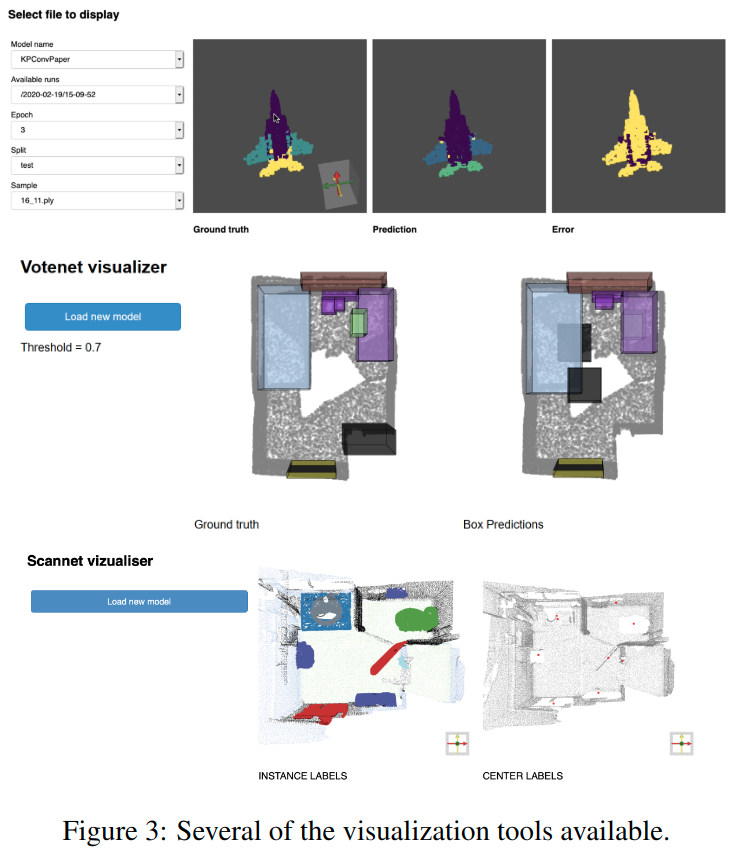 Select file to display
Model name
KPConvPaper
Available runs
/2020-02-19/15-09-52
Epoch
3
Split
test
Sample
16_11.ply
Ground truth
Prediction
Error
Votenet visualizer
Load new model
Threshold = 0.7
Ground truth
Box Predictions
Scannet vizualiser
Load new model
INSTANCE LABELS
CENTER LABELS
Figure 3: Several of the visualization tools available.